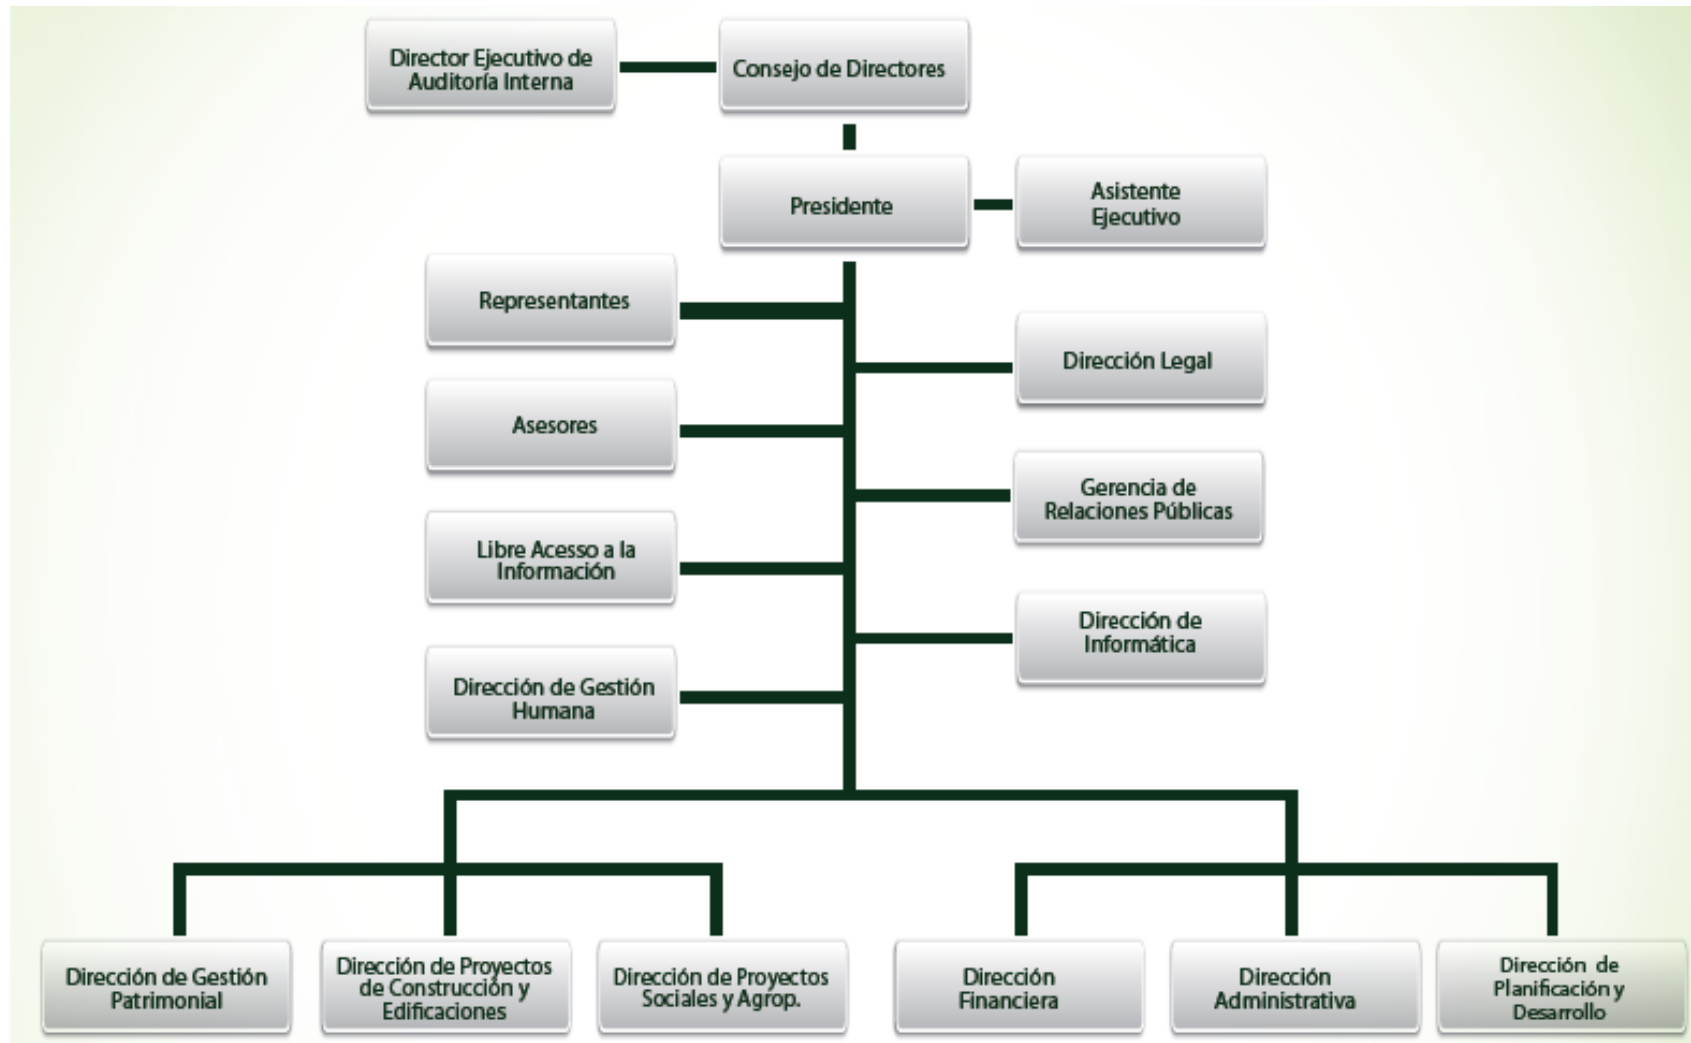 Director Ejecutivo de
Auditoría Interna
Consejo de Directores
Presidente
Asistente
Ejecutivo
Representantes
Dirección Legal
Asesores
Gerencia de
Relaciones Públicas
Libre Acesso a la
Información
Dirección de
Informática
Dirección de Gestión
Humana
Dirección de Gestión
Patrimonial
Dirección de Proyectos
de Construcción y
Edificaciones
Dirección de Proyectos
Sociales y Agrop.
Dirección
Financiera
Dirección
Administrativa
Dirección de
Planificación y
Desarrollo